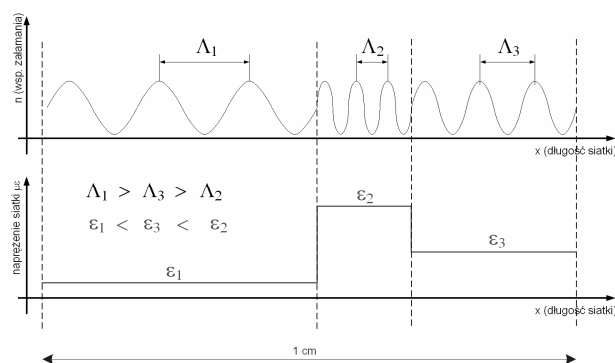 n (wsp. załamania)
Λ₁
Λ₂
Λ₃
x (długość siatki)
naprężenie siatki με
Λ₁ > Λ₃ > Λ₂
ε₁ < ε₃ < ε₂
ε₁
ε₂
ε₃
x (długość siatki)
1 cm